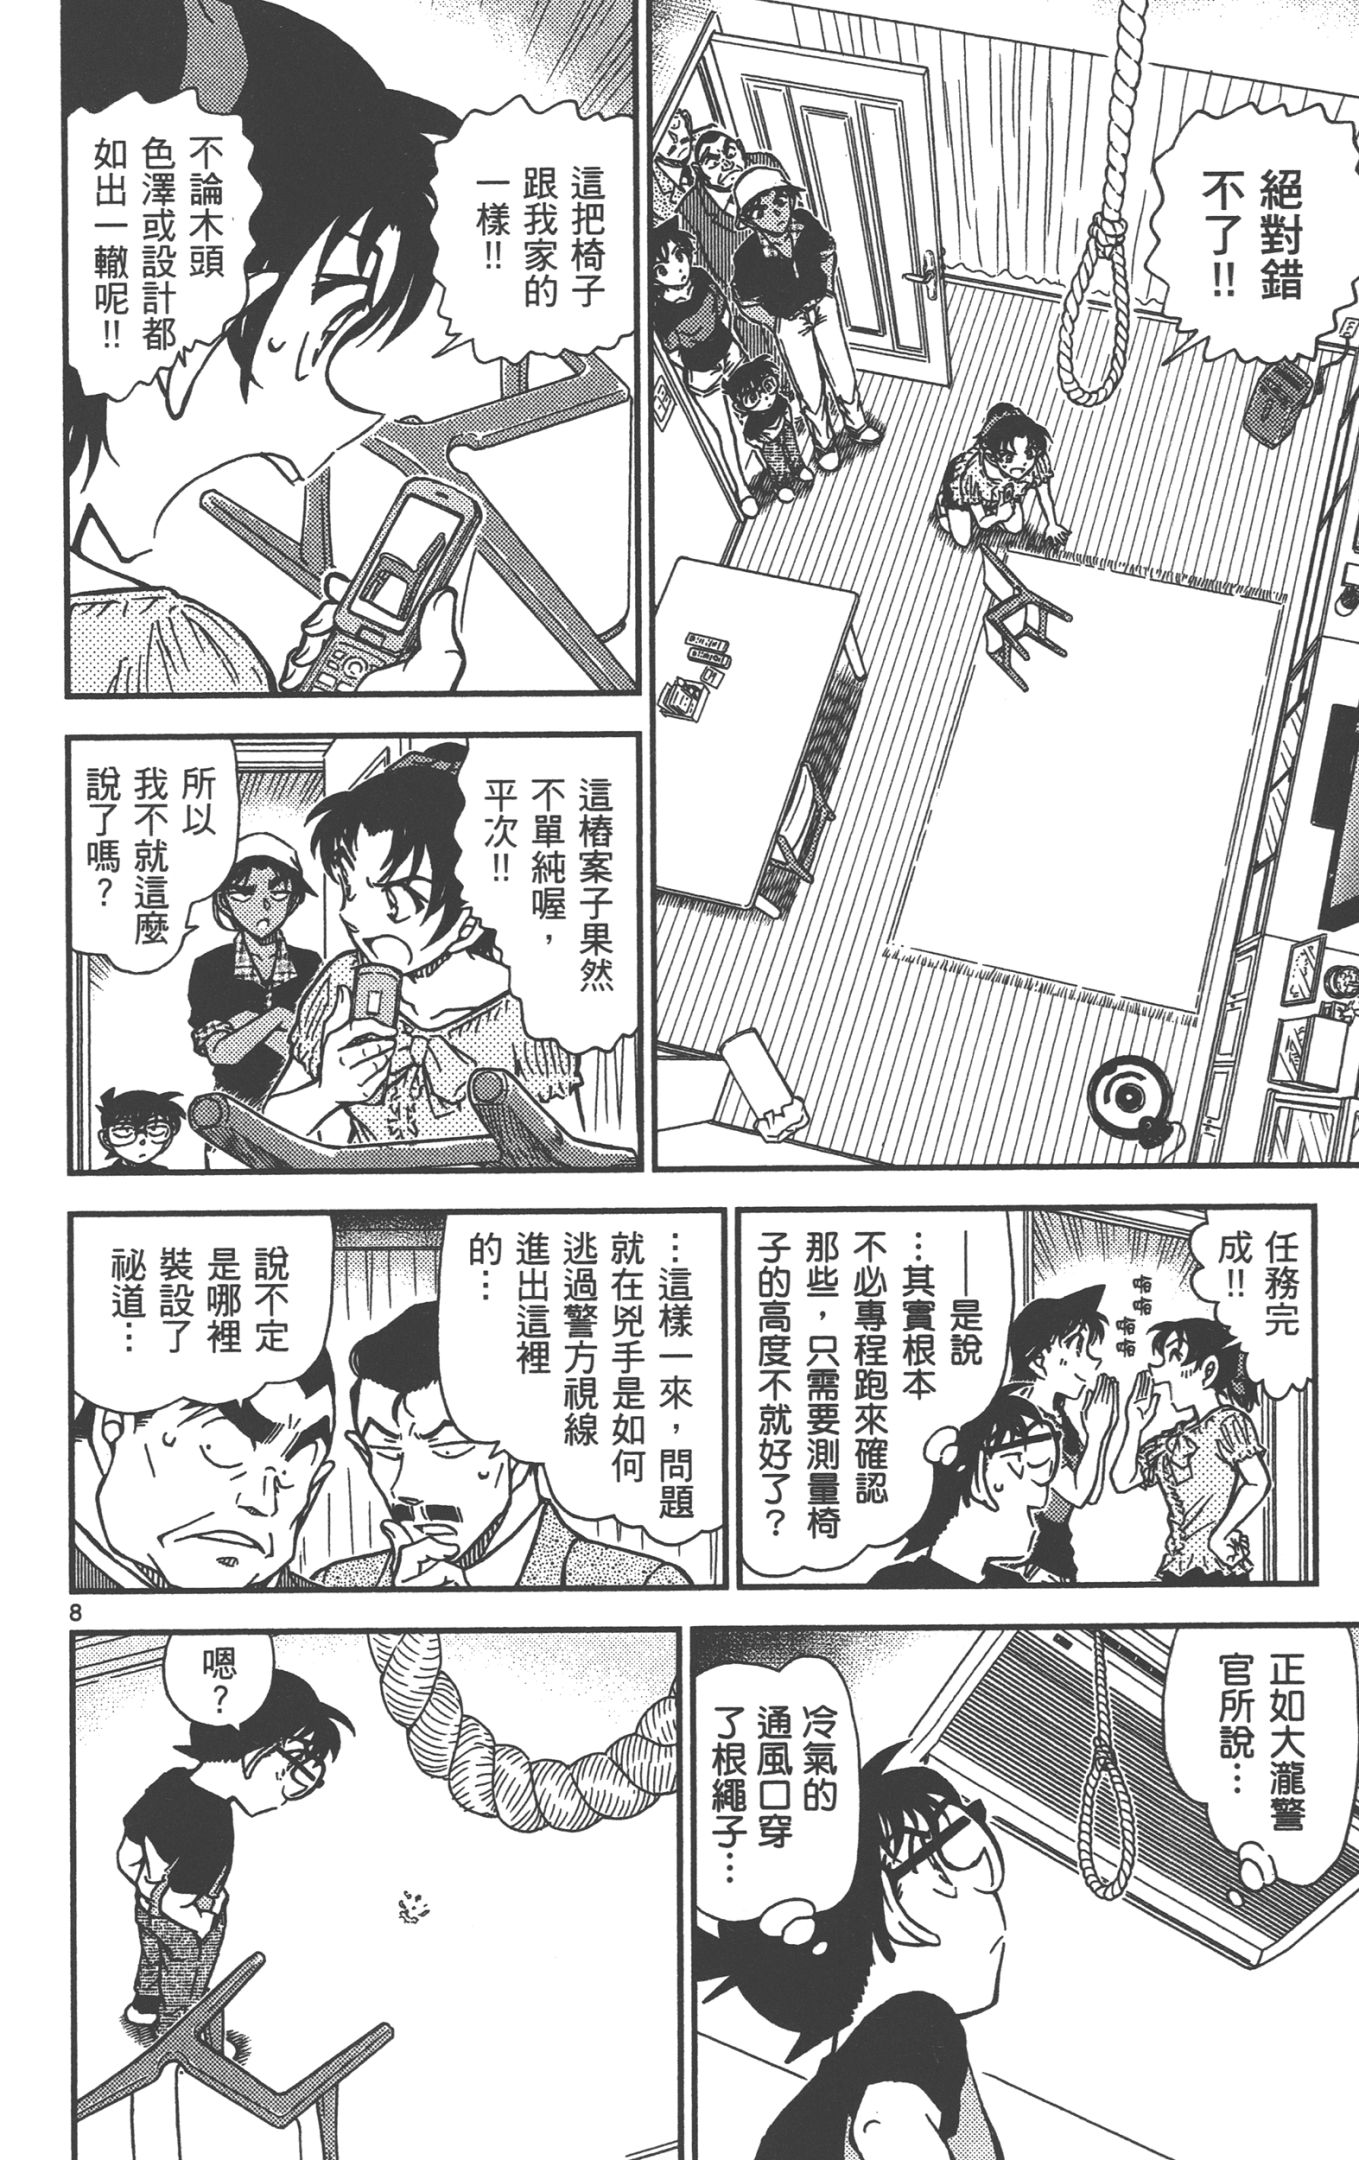 絕對錯
不了!!
這把椅子
跟我家的
一樣!!
不論木頭
色澤或設計都
如出一轍呢!!
這樁案子果然
不單純喔,
平次!!
所以
我不就這麼
說了嗎?
任務完
成!!
嘻嘻
嘻嘻
——是說
…其實根本
不必專程跑來確認
那些,只需要測量椅
子的高度不就好了?
…這樣一來,問題
就在兇手是如何
逃過警方視線
進出這裡
的…
說不定
是哪裡
裝設了
祕道…
8
正如大瀧警
官所說…
冷氣的
通風口穿
了根繩子…
嗯?